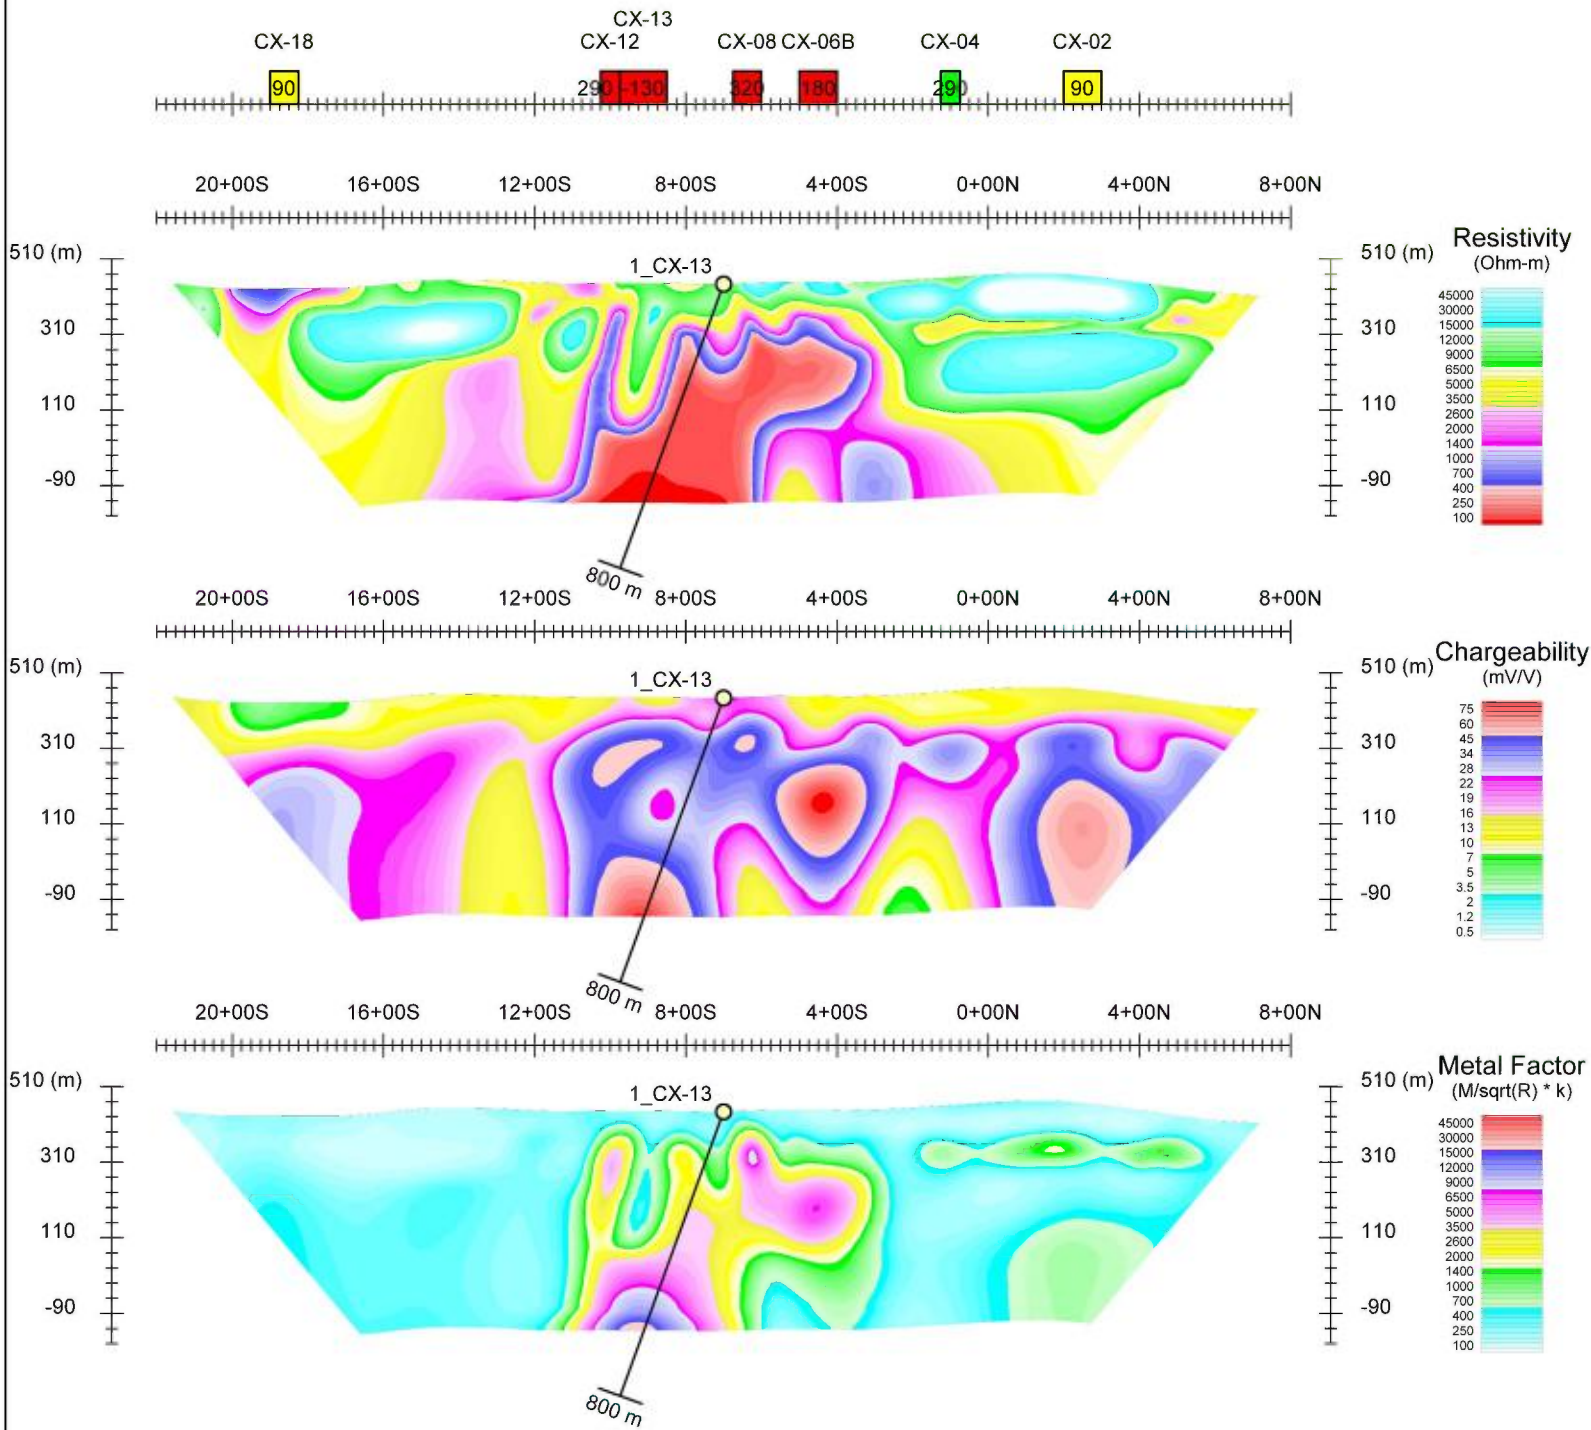 CX-13
CX-18 CX-12 CX-08 CX-06B CX-04 CX-02
90 290 -130 320 180 290 90
20+00S 16+00S 12+00S 8+00S 4+00S 0+00N 4+00N 8+00N
Resistivity
(Ohm-m)
510 (m) 510 (m)
1_CX-13
310 310
110 110
-90 -90
45000
30000
15000
12000
9000
6500
5000
3500
2600
2000
1400
1000
700
400
250
100
800 m
20+00S 16+00S 12+00S 8+00S 4+00S 0+00N 4+00N 8+00N
Chargeability
(mV/V)
510 (m) 510 (m)
1_CX-13
310 310
110 110
-90 -90
75
60
45
34
28
22
19
16
13
10
7
5
3.5
2
1.2
0.5
800 m
20+00S 16+00S 12+00S 8+00S 4+00S 0+00N 4+00N 8+00N
Metal Factor
(M/sqrt(R) * k)
510 (m) 510 (m)
1_CX-13
310 310
110 110
-90 -90
45000
30000
15000
12000
9000
6500
5000
3500
2600
2000
1400
1000
700
400
250
100
800 m